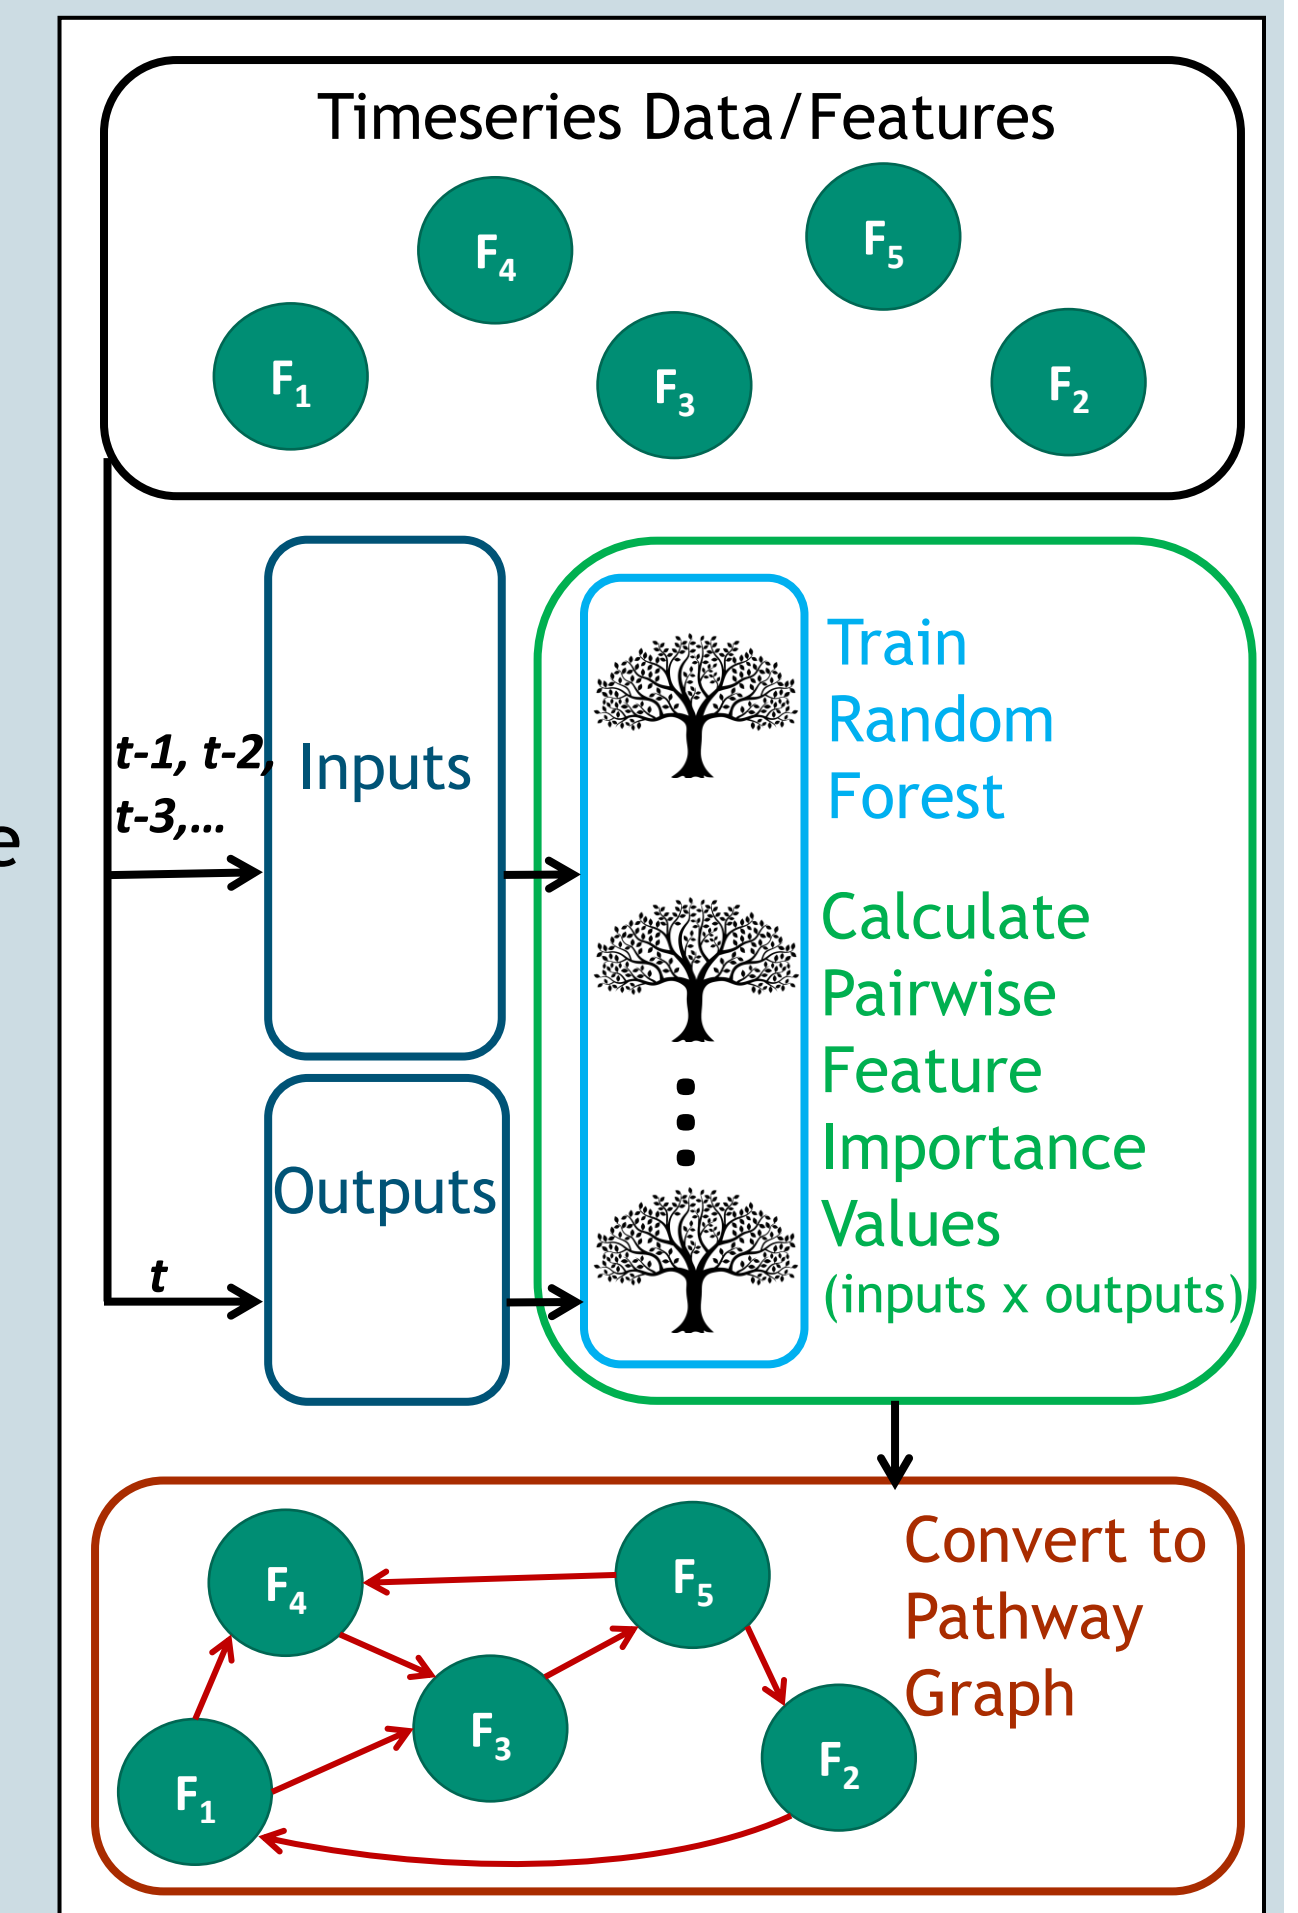 Timeseries Data/Features
F4
F5
F1
F3
F2
t-1, t-2,
t-3,...
Inputs
Train
Random
Forest
e
Calculate
Pairwise
Feature
Importance
Values
(inputs x outputs)
Outputs
t
Convert to
Pathway
Graph
F4
F5
F3
F2
F1